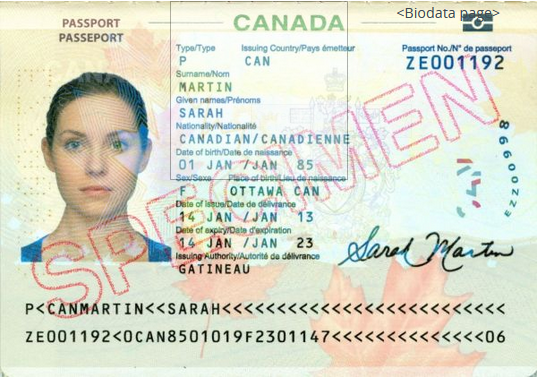 PASSPORT
PASSEPORT
CANADA
<Biodata page>
Type/Type Issuing Country/Pays émetteur
Passport No./N° de passeport
P CAN
ZE001192
Surname/Nom
MARTIN
Given names/Prénoms
SARAH
Nationality/Nationalité
CANADIAN/CANADIENNE
Date of birth/Date de naissance
01 JAN /JAN 85
Sex/Sexe Place of birth/Lieu de naissance
F OTTAWA CAN
Date of issue/Date de délivrance
14 JAN /JAN 13
Date of expiry/Date d'expiration
14 JAN /JAN 23
Issuing Authority/Autorité de délivrance
GATINEAU
Sarah Martin
SPECIMEN
P<CANMARTIN<<SARAH<<<<<<<<<<<<<<<<<<<<<<<<<<
ZE001192<0CAN8501019F2301147<<<<<<<<<<<<<<06